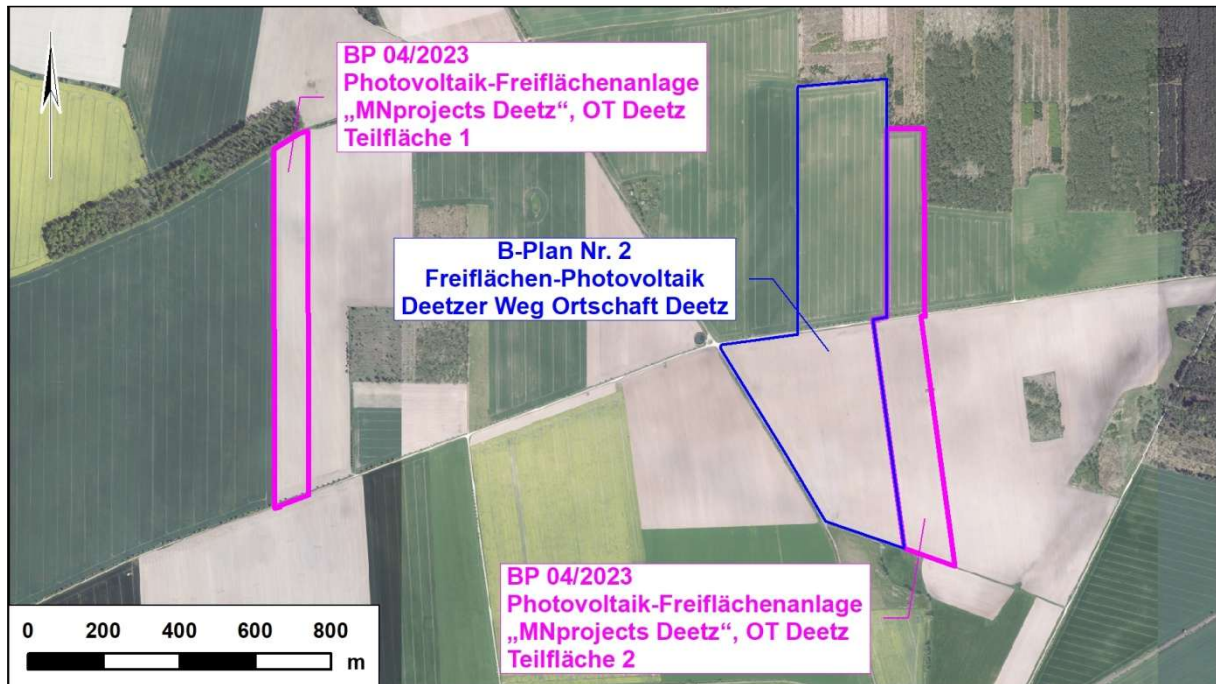 BP 04/2023
Photovoltaik-Freiflächenanlage
„MNprojects Deetz“, OT Deetz
Teilfläche 1
B-Plan Nr. 2
Freiflächen-Photovoltaik
Deetzer Weg Ortschaft Deetz
BP 04/2023
Photovoltaik-Freiflächenanlage
„MNprojects Deetz“, OT Deetz
Teilfläche 2
0 200 400 600 800
m